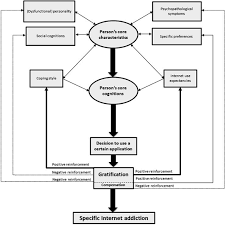 (Dysfunctional) personality
Psychopathological
symptoms
Social cognitions
Person's core
characteristics
Specific preferences
Coping style
Internet-use
expectancies
Person's core
cognitions
Decision to use a
certain application
Positive reinforcement
Positive reinforcement
Gratification
Negative reinforcement
Negative reinforcement
Compensation
Specific Internet addiction